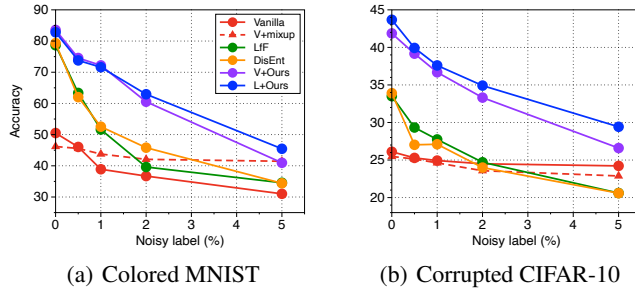 90
80
70
60
50
40
30
Accuracy
0
1
2
3
4
5
Noisy label (%)
Vanilla
V+mixup
LfF
DisEnt
V+Ours
L+Ours
(a) Colored MNIST
45
40
35
30
25
20
0
1
2
3
4
5
Noisy label (%)
(b) Corrupted CIFAR-10